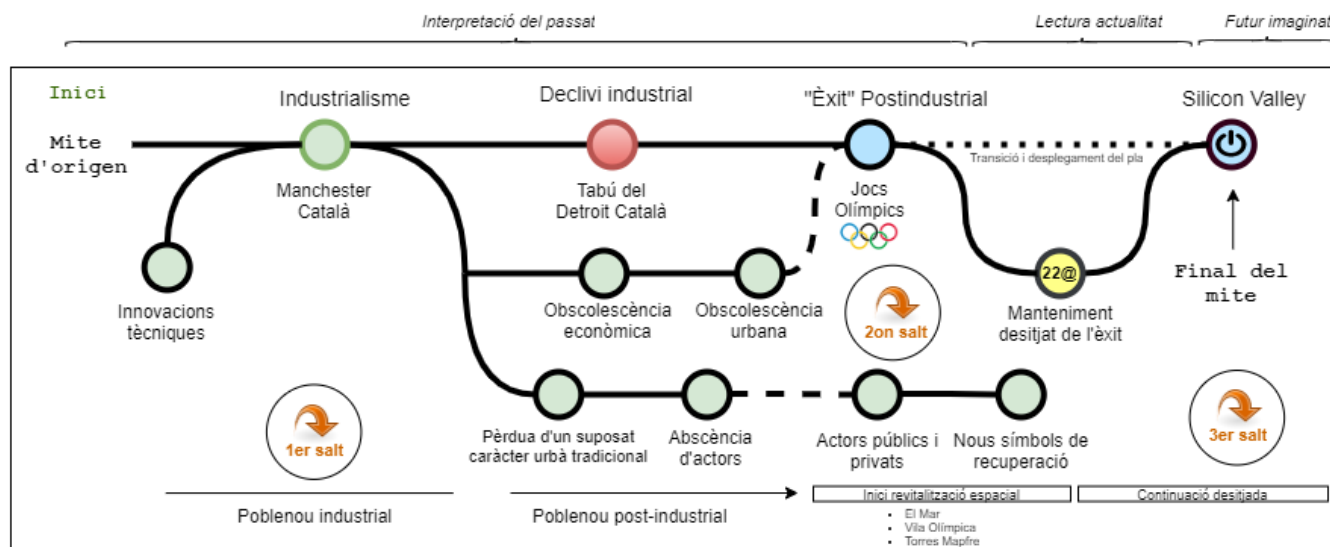 Interpretació del passat
Lectura actualitat
Futur imaginat
Inici
Industrialisme
Declivi industrial
"Èxit" Postindustrial
Silicon Valley
Mite
d'origen
Transició i desplegament del pla
Manchester
Català
Tabú del
Detroit Català
Jocs
Olímpics
22@
Final del
mite
Innovacions
tècniques
Obscolescència
econòmica
Obscolescència
urbana
2on salt
Manteniment
desitjat de l'èxit
1er salt
Pèrdua d'un suposat
caràcter urbà tradicional
Abscència
d'actors
Actors públics i
privats
Nous símbols de
recuperació
3er salt
Inici revitalització espacial
Continuació desitjada
Poblenou industrial
Poblenou post-industrial
• El Mar
• Vila Olímpica
• Torres Mapfre